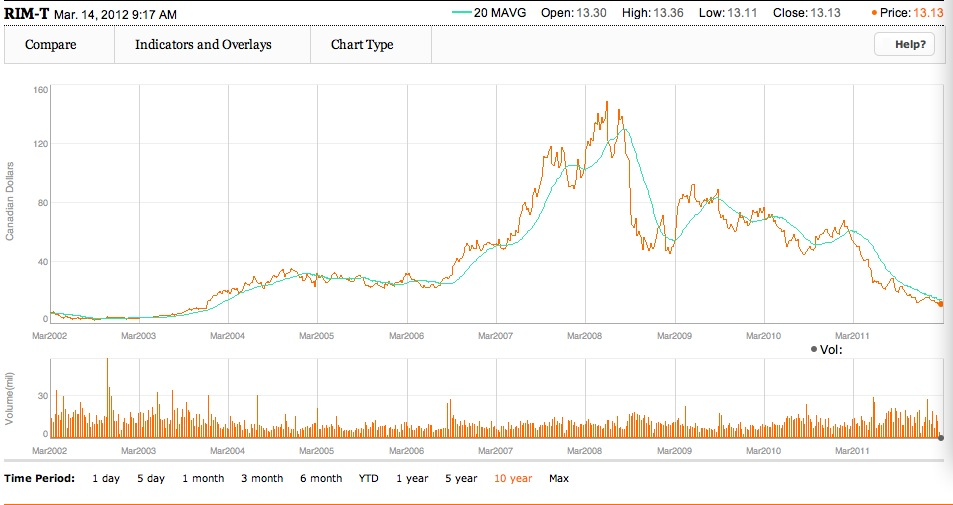 RIM-T Mar. 14, 2012 9:17 AM 20 MAVG Open: 13.30 High: 13.36 Low: 13.11 Close: 13.13 Price: 13.13
Compare Indicators and Overlays Chart Type Help?
Canadian Dollars
160
120
80
40
0
Mar2002 Mar2003 Mar2004 Mar2005 Mar2006 Mar2007 Mar2008 Mar2009 Mar2010 Mar2011
Vol:
Volume(mil)
30
0
Mar2002 Mar2003 Mar2004 Mar2005 Mar2006 Mar2007 Mar2008 Mar2009 Mar2010 Mar2011
Time Period: 1 day 5 day 1 month 3 month 6 month YTD 1 year 5 year 10 year Max